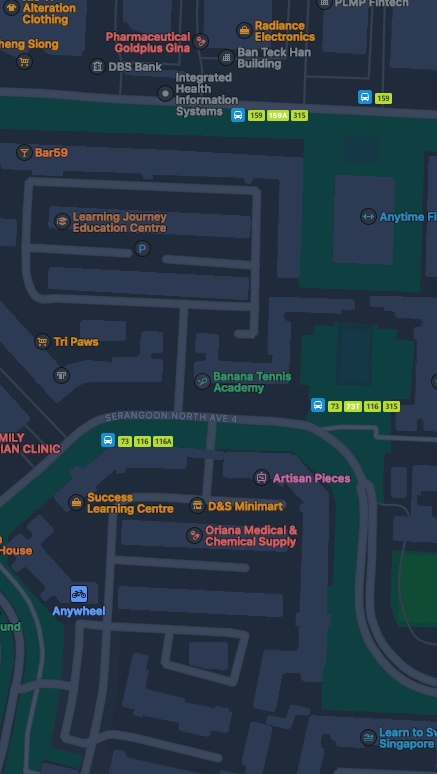 Alteration
Clothing
PLMP Fintech
Radiance
Electronics
Pharmaceutical
Goldplus Gina
heng Siong
Ban Teck Han
Building
DBS Bank
Integrated
Health
Information
Systems
159
159 159A 315
Bar59
Learning Journey
Education Centre
Anytime Fi
P
Tri Paws
Banana Tennis
Academy
73 73T 116 315
SERANGOON NORTH AVE 4
MILY
IAN CLINIC
73 116 116A
Artisan Pieces
Success
Learning Centre
D&S Minimart
Oriana Medical &
Chemical Supply
House
Anywheel
und
Learn to Sw
Singapore